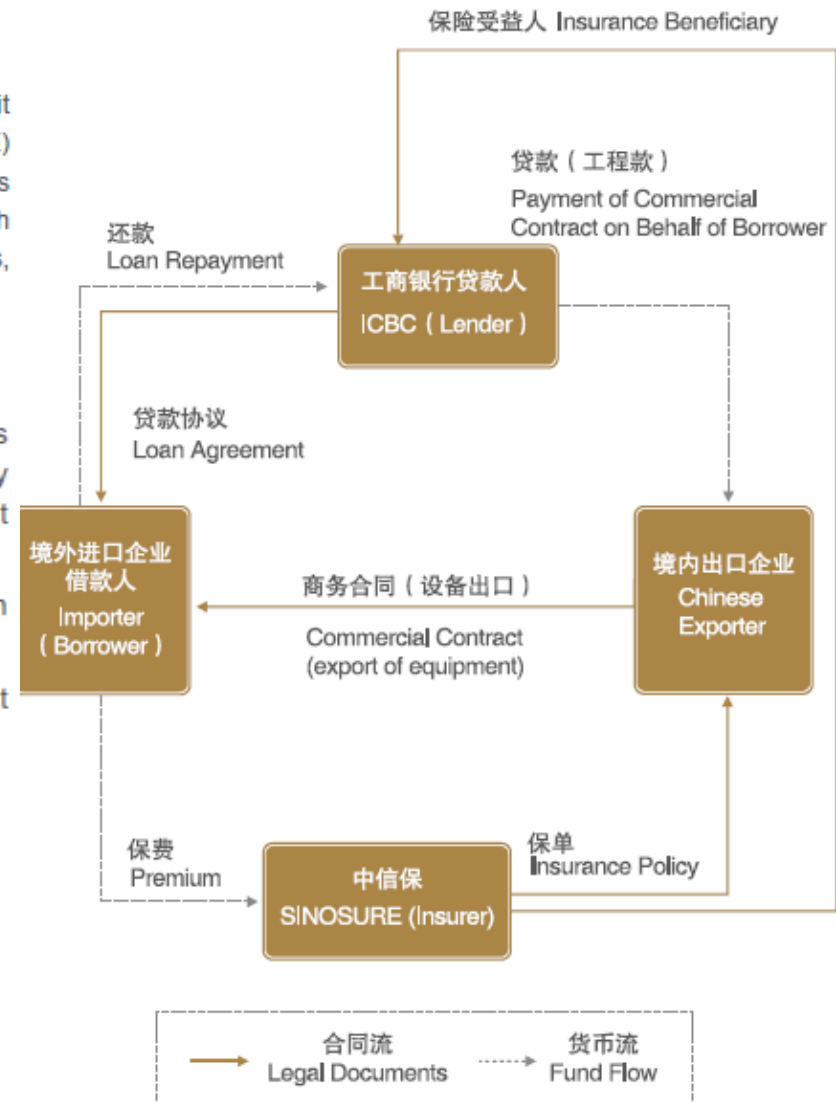 保险受益人 Insurance Beneficiary
it
)
s
h
s,
贷款（工程款）
Payment of Commercial
Contract on Behalf of Borrower
还款
Loan Repayment
工商银行贷款人
ICBC（Lender）
贷款协议
Loan Agreement
s
y
t
n
t
境外进口企业
借款人
Importer
（Borrower）
商务合同（设备出口）
Commercial Contract
(export of equipment)
境内出口企业
Chinese
Exporter
保费
Premium
中信保
SINOSURE (Insurer)
保单
Insurance Policy
合同流
Legal Documents
货币流
Fund Flow